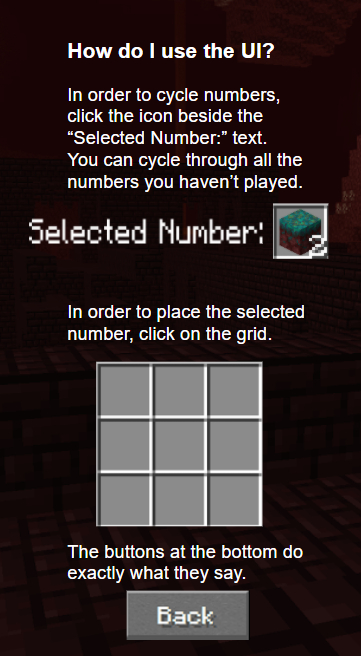 How do I use the UI?
In order to cycle numbers,
click the icon beside the
“Selected Number:” text.
You can cycle through all the
numbers you haven’t played.
Selected Number: 2
In order to place the selected
number, click on the grid.
The buttons at the bottom do
exactly what they say.
Back